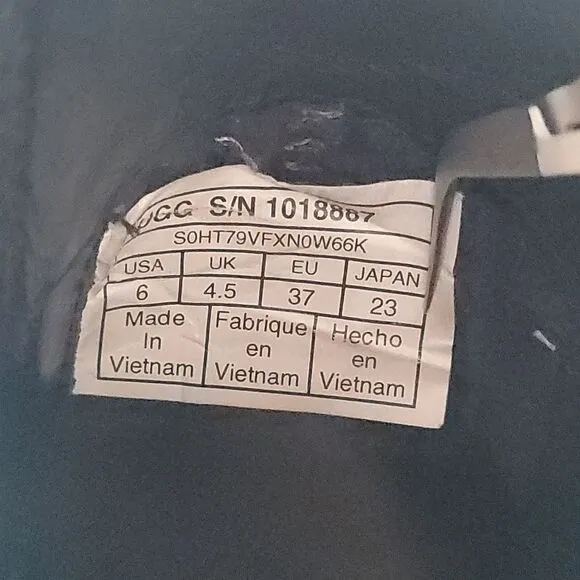 UGG S/N 1018887
S0HT79VFXN0W66K
USA UK EU JAPAN
6 4.5 37 23
Made In Vietnam
Fabrique en Vietnam
Hecho en Vietnam